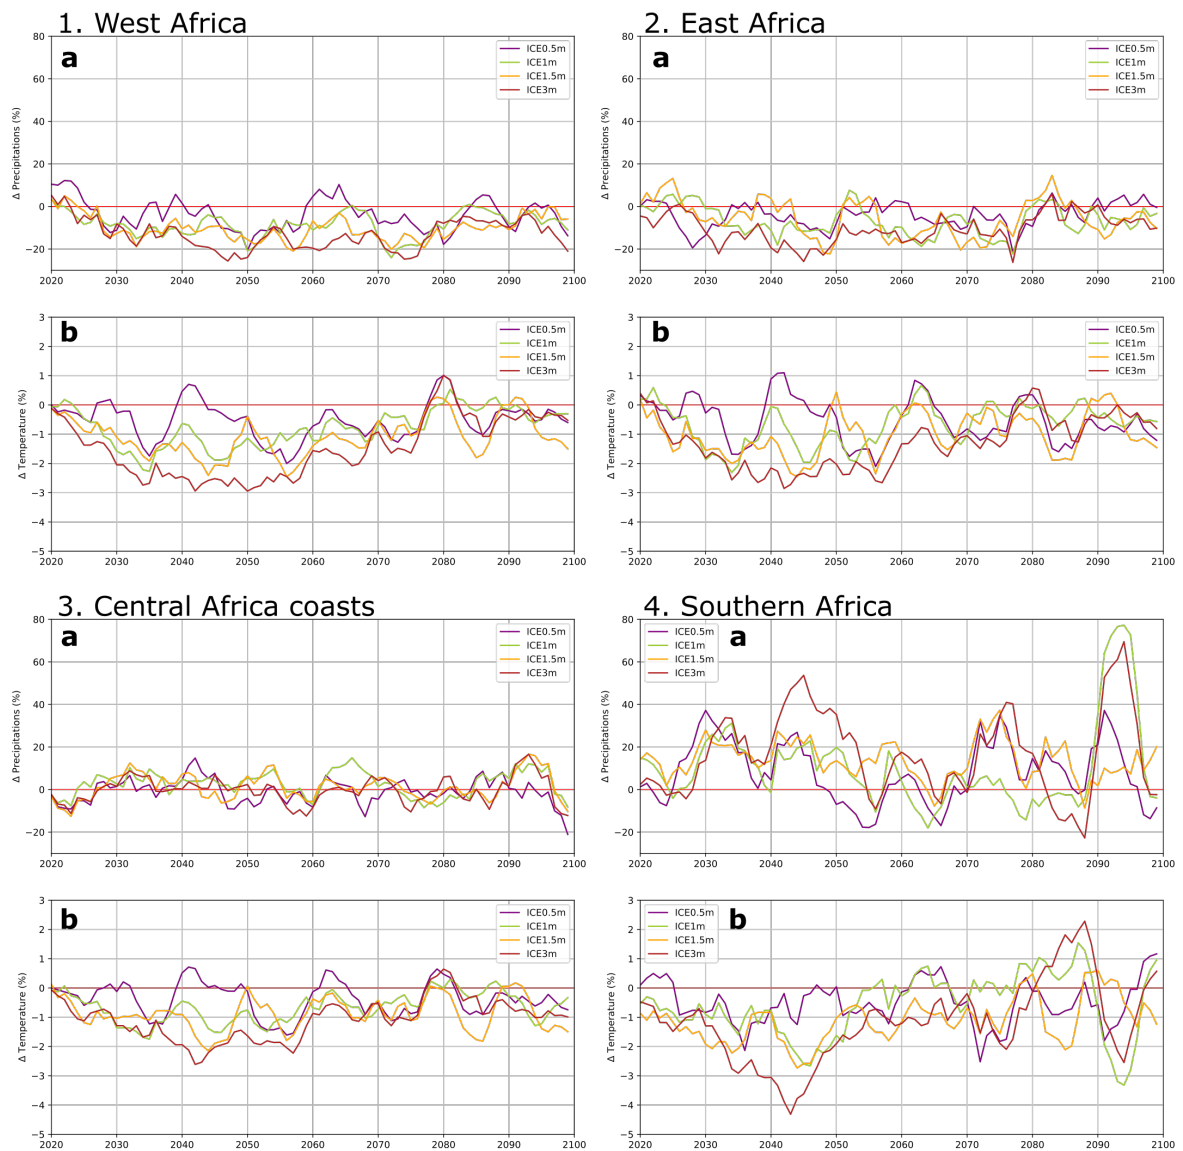 1. West Africa
a
Δ Precipitations (%)
80
60
40
20
0
−20
ICE0.5m
ICE1m
ICE1.5m
ICE3m
2020 2030 2040 2050 2060 2070 2080 2090 2100
b
Δ Temperature (%)
3
2
1
0
−1
−2
−3
−4
−5
ICE0.5m
ICE1m
ICE1.5m
ICE3m
2020 2030 2040 2050 2060 2070 2080 2090 2100
2. East Africa
a
Δ Precipitations (%)
80
60
40
20
0
−20
ICE0.5m
ICE1m
ICE1.5m
ICE3m
2020 2030 2040 2050 2060 2070 2080 2090 2100
b
Δ Temperature (%)
3
2
1
0
−1
−2
−3
−4
−5
ICE0.5m
ICE1m
ICE1.5m
ICE3m
2020 2030 2040 2050 2060 2070 2080 2090 2100
3. Central Africa coasts
a
Δ Precipitations (%)
80
60
40
20
0
−20
ICE0.5m
ICE1m
ICE1.5m
ICE3m
2020 2030 2040 2050 2060 2070 2080 2090 2100
b
Δ Temperature (%)
3
2
1
0
−1
−2
−3
−4
−5
ICE0.5m
ICE1m
ICE1.5m
ICE3m
2020 2030 2040 2050 2060 2070 2080 2090 2100
4. Southern Africa
a
Δ Precipitations (%)
80
60
40
20
0
−20
ICE0.5m
ICE1m
ICE1.5m
ICE3m
2020 2030 2040 2050 2060 2070 2080 2090 2100
b
Δ Temperature (%)
3
2
1
0
−1
−2
−3
−4
−5
ICE0.5m
ICE1m
ICE1.5m
ICE3m
2020 2030 2040 2050 2060 2070 2080 2090 2100